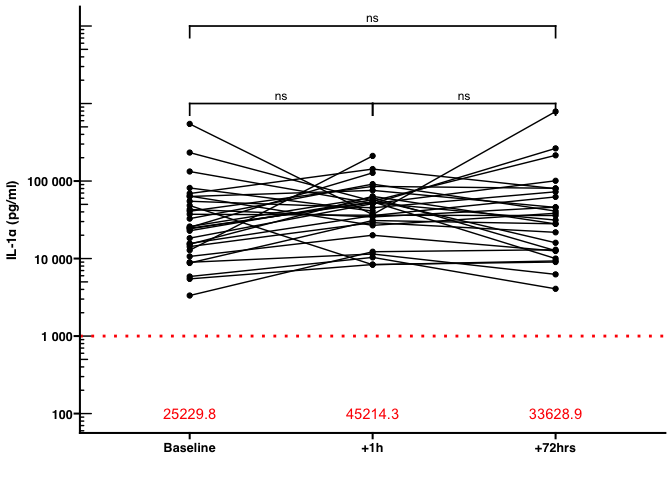 ns
ns ns
100 000
10 000
1 000
100
IL-1α (pg/ml)
25229.8 45214.3 33628.9
Baseline +1h +72hrs